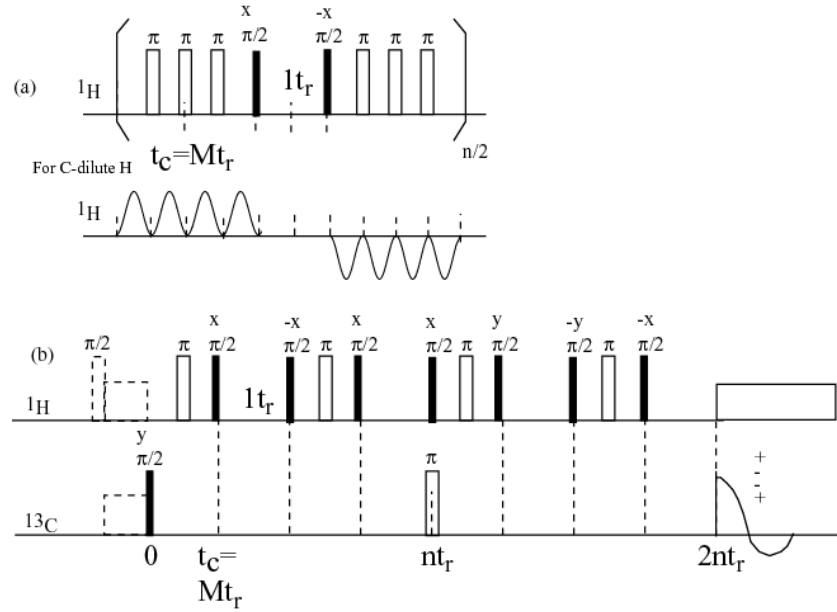 x -x
π π π π/2 π/2 π π π
(a) 1H 1tr
n/2
tc=Mtr
For C-dilute H
1H
x -x x x y -y -x
π/2 π π/2 π/2 π π/2 π/2 π π/2 π/2 π π/2
(b)
1H 1tr
y
π/2 π
+
-
-
+
13C
0 tc= ntr 2ntr
Mtr